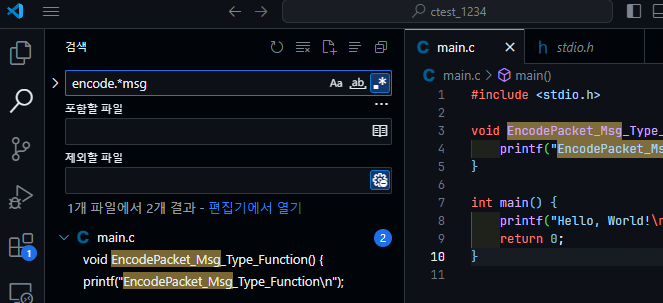 ctest_1234
검색
encode.*msg
Aa
ab
.*
포함할 파일
제외할 파일
1개 파일에서 2개 결과 - 편집기에서 열기
C main.c 2
void EncodePacket_Msg_Type_Function() {
printf("EncodePacket_Msg_Type_Function\n");
1
C main.c
h stdio.h
C main.c > main()
1 #include <stdio.h>
2
3 void EncodePacket_Msg_Type_
4 printf("EncodePacket_Ms
5 }
6
7 int main() {
8 printf("Hello, World!\n
9 return 0;
10 }
11